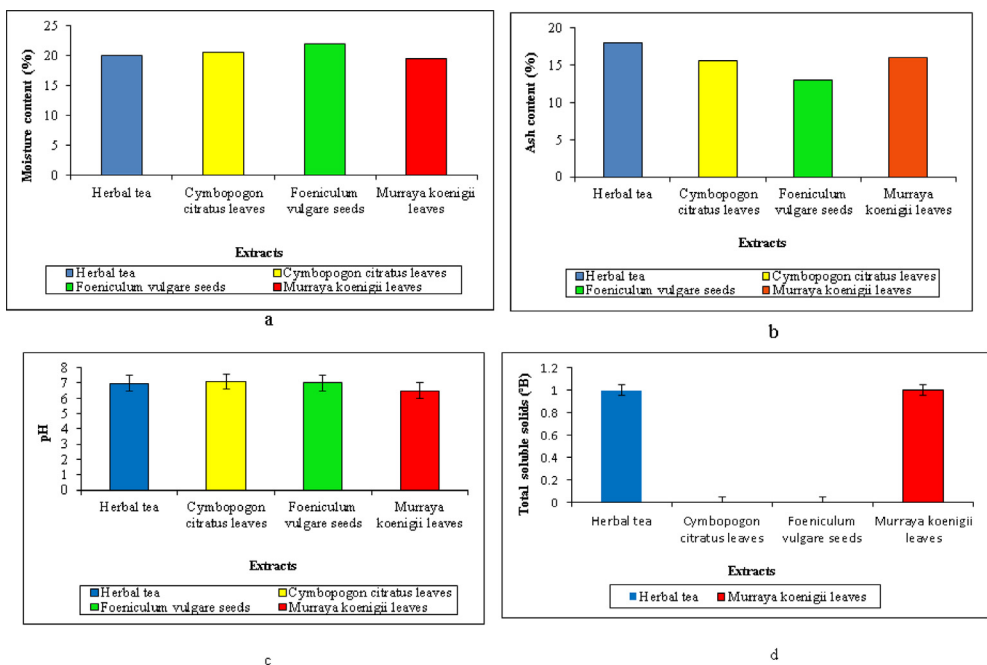 Moisture content (%)
30
25
20
15
10
5
0
Herbal tea
Cymbopogon
citratus leaves
Foeniculum
vulgare seeds
Murraya koenigii
leaves
Extracts
Herbal tea
Cymbopogon citratus leaves
Foeniculum vulgare seeds
Murraya koenigii leaves
a
Ash content (%)
20
15
10
5
0
Herbal tea
Cymbopogon
citratus leaves
Foeniculum
vulgare seeds
Murraya
koenigii leaves
Extracts
Herbal tea
Cymbopogon citratus leaves
Foeniculum vulgare seeds
Murraya koenigii leaves
b
pH
9
8
7
6
5
4
3
2
1
0
Herbal tea
Cymbopogon
citratus leaves
Foeniculum
vulgare seeds
Murraya
koenigii leaves
Extracts
Herbal tea
Cymbopogon citratus leaves
Foeniculum vulgare seeds
Murraya koenigii leaves
c
Total soluble solids (°B)
1.2
1
0.8
0.6
0.4
0.2
0
Herbal tea
Cymbopogon
citratus leaves
Foeniculum
vulgare seeds
Murraya koenigii
leaves
Extracts
Herbal tea
Murraya koenigii leaves
d